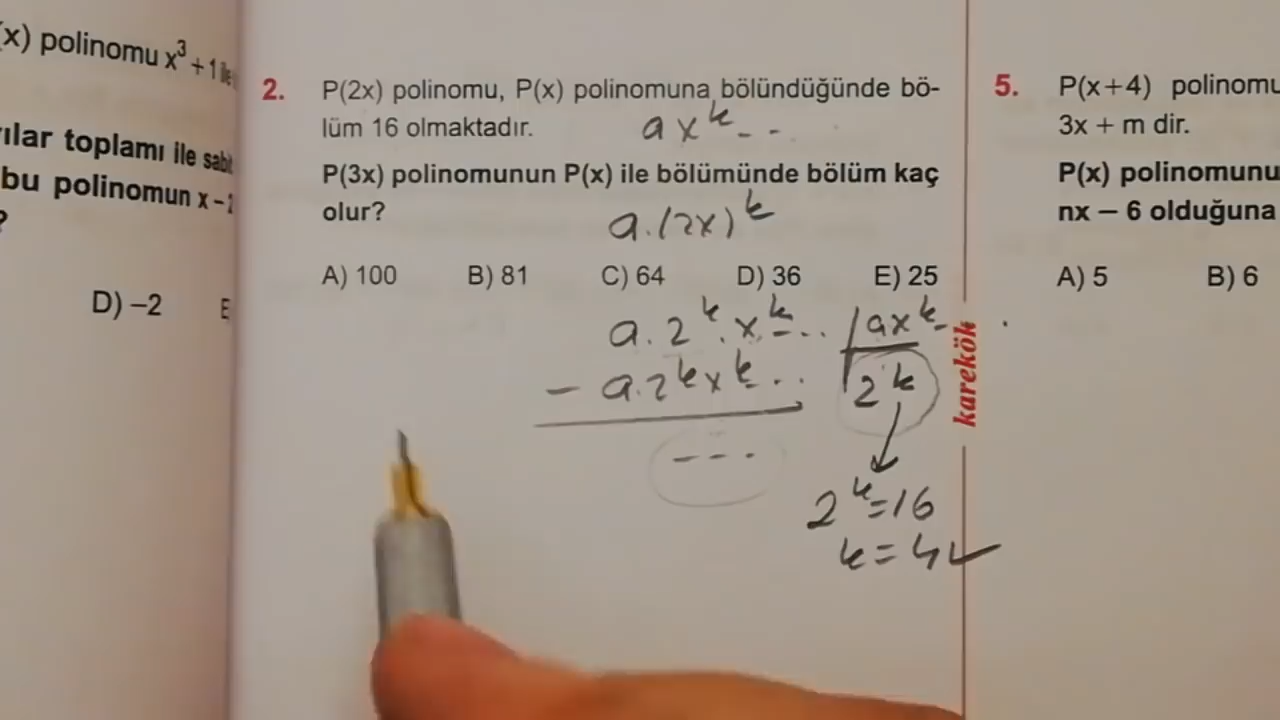 (x) polinomu x³ + 1 ile
ılar toplamı ile sabit
bu polinomun x – 2
?
D) –2 E
2. P(2x) polinomu, P(x) polinomuna bölündüğünde bö-
lüm 16 olmaktadır.
ax^k - -
P(3x) polinomunun P(x) ile bölümünde bölüm kaç
olur?
a.(2x)^k
A) 100 B) 81 C) 64 D) 36 E) 25
a.2^k.x^k-.. ax^k-
- a.2^k x^k.. 2^k
---.
2^k=16
k=4✓
karekök
5. P(x+4) polinomu
3x + m dir.
P(x) polinomunu
nx – 6 olduğuna
A) 5 B) 6